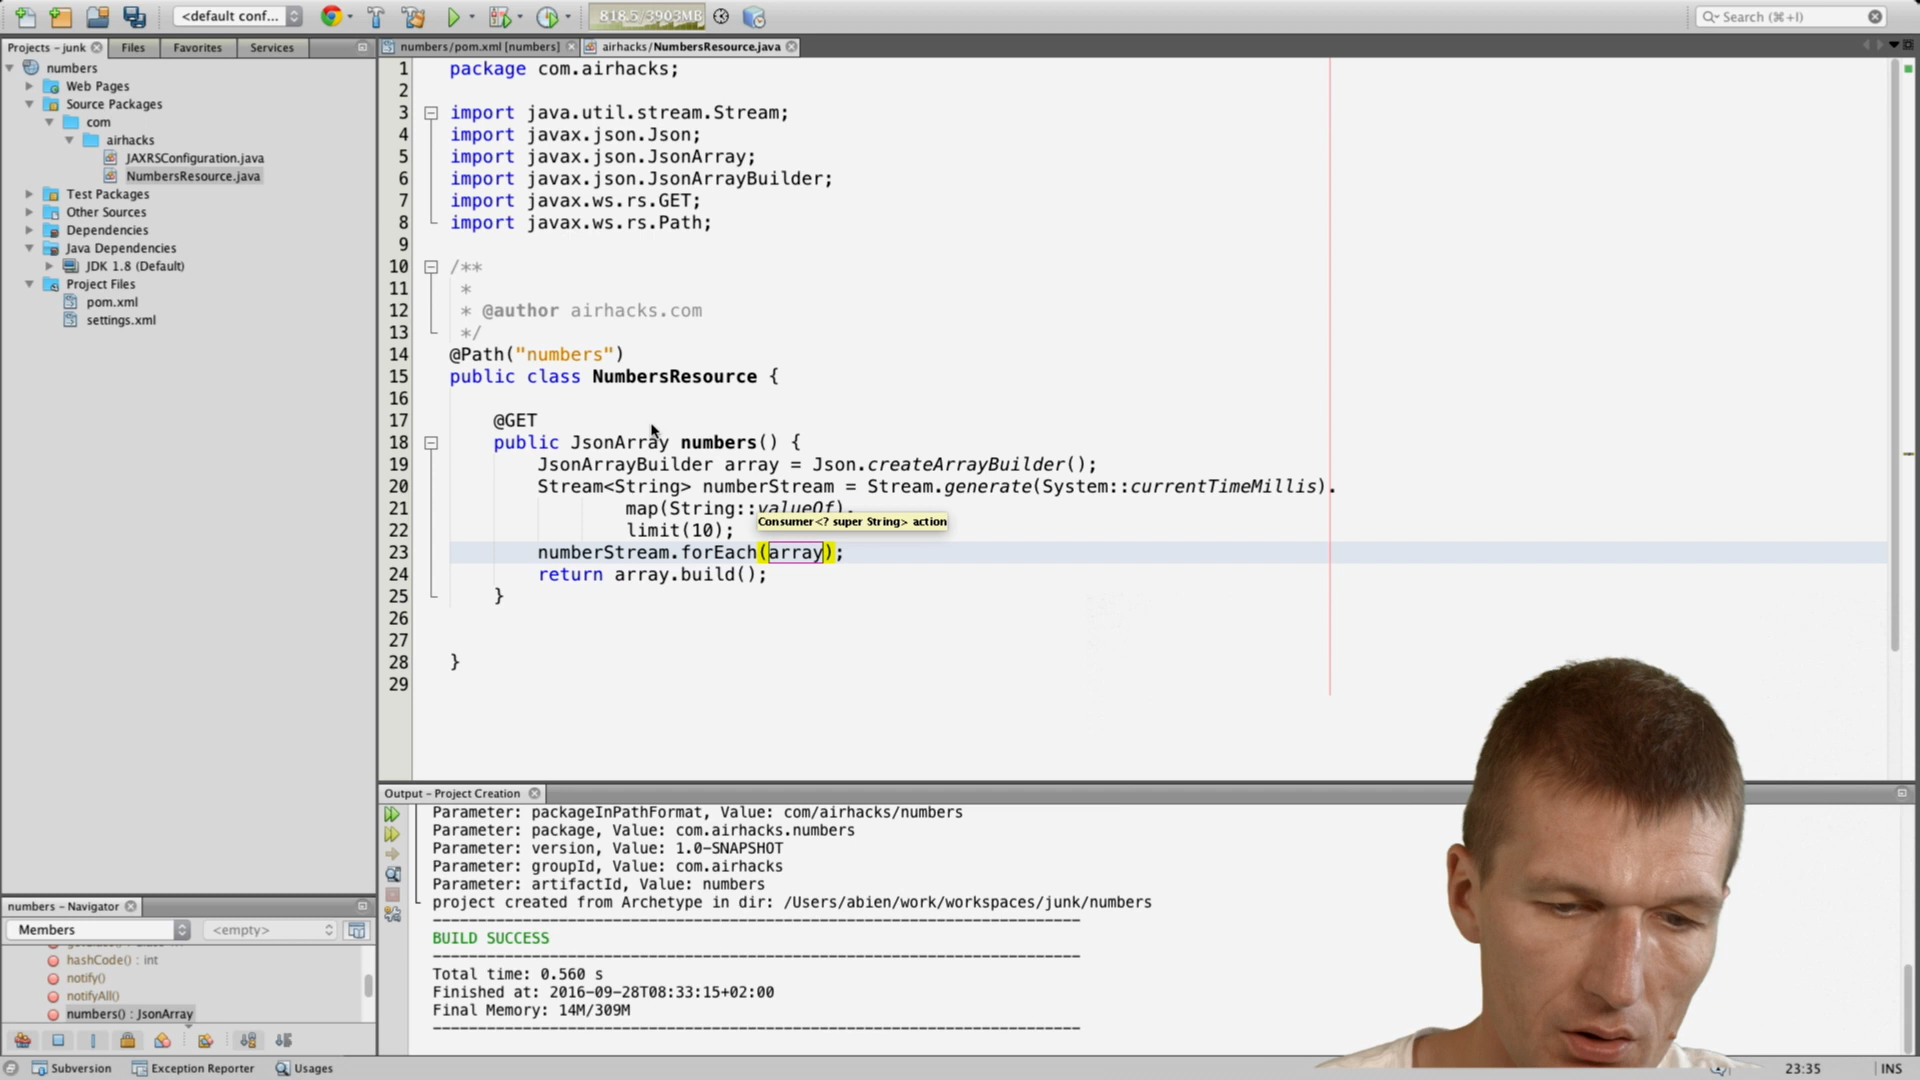 <default conf...
818.5/3903MB
Search (⌘+I)
Projects – junk
Files
Favorites
Services
numbers/pom.xml [numbers]
airhacks/NumbersResource.java
numbers
Web Pages
Source Packages
com
airhacks
JAXRSConfiguration.java
NumbersResource.java
Test Packages
Other Sources
Dependencies
Java Dependencies
JDK 1.8 (Default)
Project Files
pom.xml
settings.xml
1 package com.airhacks;
2
3 import java.util.stream.Stream;
4 import javax.json.Json;
5 import javax.json.JsonArray;
6 import javax.json.JsonArrayBuilder;
7 import javax.ws.rs.GET;
8 import javax.ws.rs.Path;
9
10 /**
11 *
12 * @author airhacks.com
13 */
14 @Path("numbers")
15 public class NumbersResource {
16
17 @GET
18 public JsonArray numbers() {
19 JsonArrayBuilder array = Json.createArrayBuilder();
20 Stream<String> numberStream = Stream.generate(System::currentTimeMillis).
21 map(String::valueOf).
Consumer<? super String> action
22 limit(10);
23 numberStream.forEach(array);
24 return array.build();
25 }
26
27
28 }
29
Output – Project Creation
Parameter: packageInPathFormat, Value: com/airhacks/numbers
Parameter: package, Value: com.airhacks.numbers
Parameter: version, Value: 1.0-SNAPSHOT
Parameter: groupId, Value: com.airhacks
Parameter: artifactId, Value: numbers
project created from Archetype in dir: /Users/abien/work/workspaces/junk/numbers
------------------------------------------------------------------------
BUILD SUCCESS
------------------------------------------------------------------------
Total time: 0.560 s
Finished at: 2016-09-28T08:33:15+02:00
Final Memory: 14M/309M
------------------------------------------------------------------------
numbers – Navigator
Members
<empty>
hashCode() : int
notify()
notifyAll()
numbers() : JsonArray
Subversion
Exception Reporter
Usages
23:35
INS